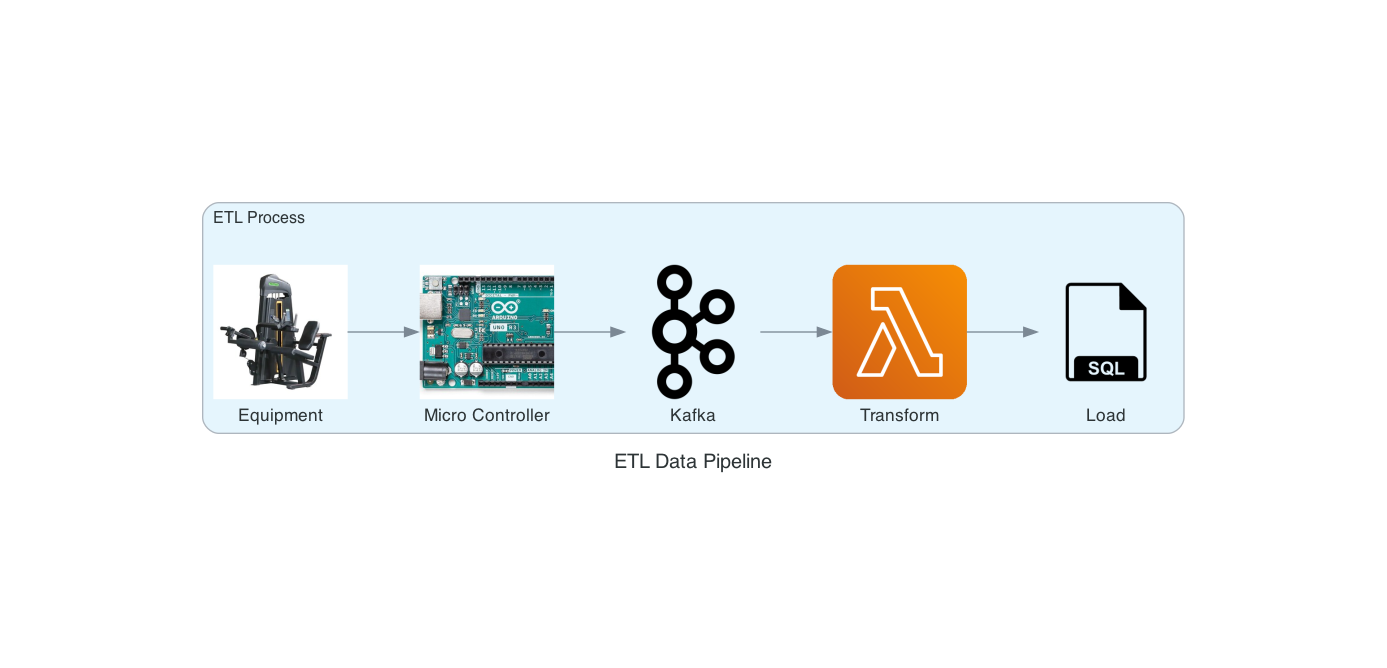 ETL Process
ARDUINO
UNO R3
SQL
Equipment
Micro Controller
Kafka
Transform
Load
ETL Data Pipeline